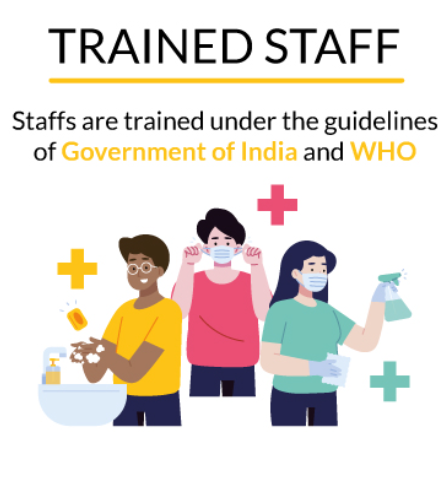 TRAINED STAFF
Staffs are trained under the guidelines
of Government of India and WHO